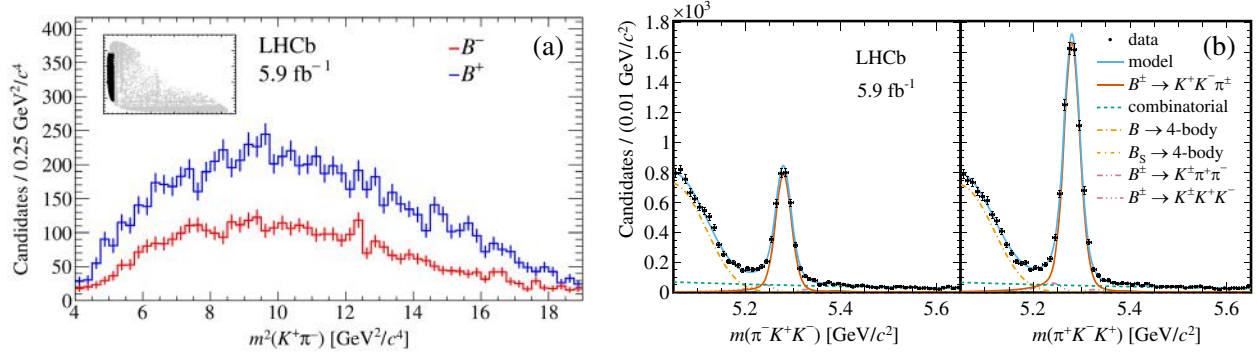 LHCb
5.9 fb⁻¹
B⁻
B⁺
(a)
Candidates / 0.25 GeV²/c⁴
400
350
300
250
200
150
100
50
0
4 6 8 10 12 14 16 18
m²(K⁺π⁻) [GeV²/c⁴]
×10³
LHCb
5.9 fb⁻¹
(b)
data
model
B± → K⁺K⁻π±
combinatorial
B → 4-body
B_S → 4-body
B± → K±π⁺π⁻
B± → K±K⁺K⁻
Candidates / (0.01 GeV/c²)
1.8
1.6
1.4
1.2
1.0
0.8
0.6
0.4
0.2
0
5.2 5.4 5.6 5.2 5.4 5.6
m(π⁻K⁺K⁻) [GeV/c²] m(π⁺K⁻K⁺) [GeV/c²]